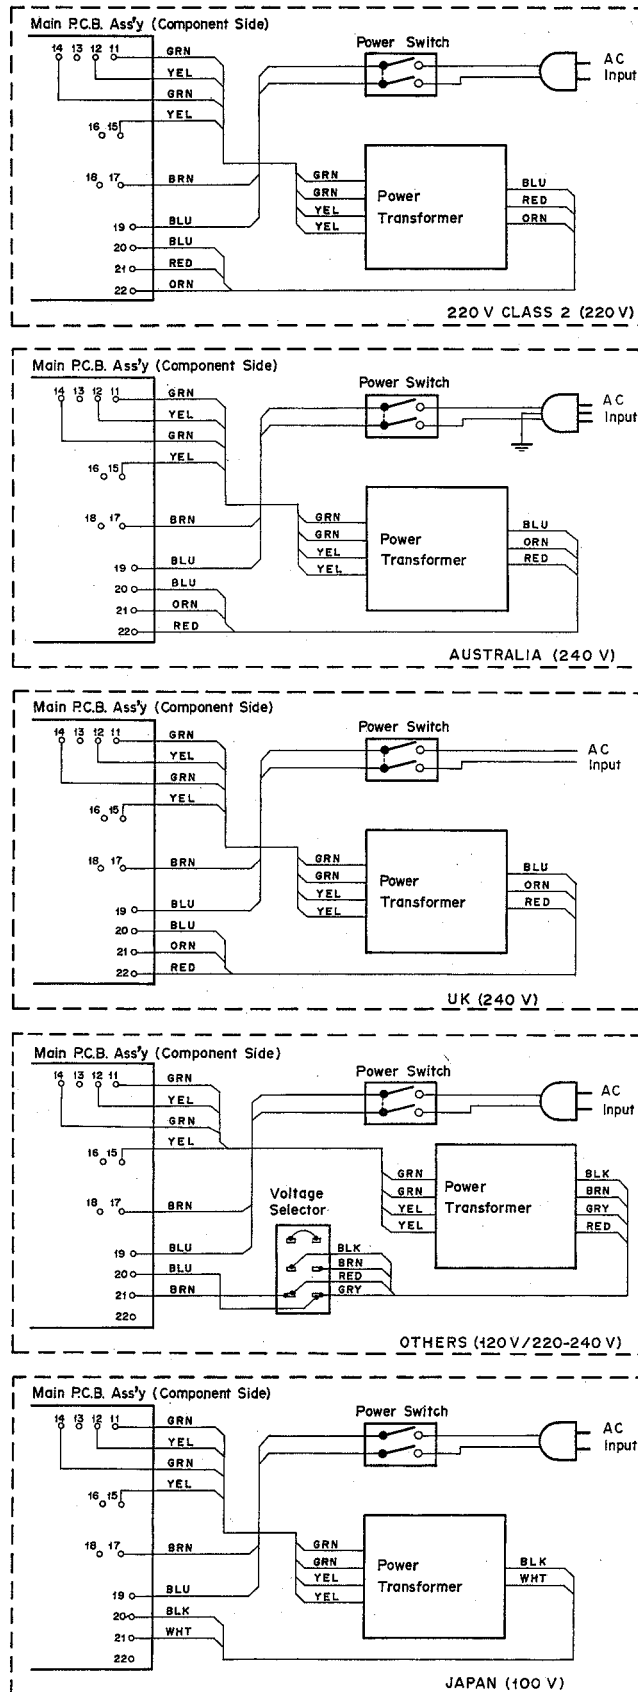 Main P.C.B. Ass'y (Component Side)
14 13 12 11
GRN
YEL
GRN
YEL
16 15
18 17
BRN
19
BLU
20
BLU
21
RED
22
ORN
Power Switch
AC
Input
GRN
GRN
YEL
YEL
Power
Transformer
BLU
RED
ORN
220 V CLASS 2 (220 V)
Main P.C.B. Ass'y (Component Side)
14 13 12 11
GRN
YEL
GRN
YEL
16 15
18 17
BRN
19
BLU
20
BLU
21
ORN
22
RED
Power Switch
AC
Input
GRN
GRN
YEL
YEL
Power
Transformer
BLU
ORN
RED
AUSTRALIA (240 V)
Main P.C.B. Ass'y (Component Side)
14 13 12 11
GRN
YEL
GRN
YEL
16 15
18 17
BRN
19
BLU
20
BLU
21
ORN
22
RED
Power Switch
AC
Input
GRN
GRN
YEL
YEL
Power
Transformer
BLU
ORN
RED
UK (240 V)
Main P.C.B. Ass'y (Component Side)
14 13 12 11
GRN
YEL
GRN
YEL
16 15
18 17
BRN
19
BLU
20
BLU
21
BRN
22
Power Switch
AC
Input
Voltage
Selector
BLK
BRN
RED
GRY
GRN
GRN
YEL
YEL
Power
Transformer
BLK
BRN
GRY
RED
OTHERS (120 V/220-240 V)
Main P.C.B. Ass'y (Component Side)
14 13 12 11
GRN
YEL
GRN
YEL
16 15
18 17
BRN
19
BLU
20
BLK
21
WHT
22
Power Switch
AC
Input
GRN
GRN
YEL
YEL
Power
Transformer
BLK
WHT
JAPAN (100 V)